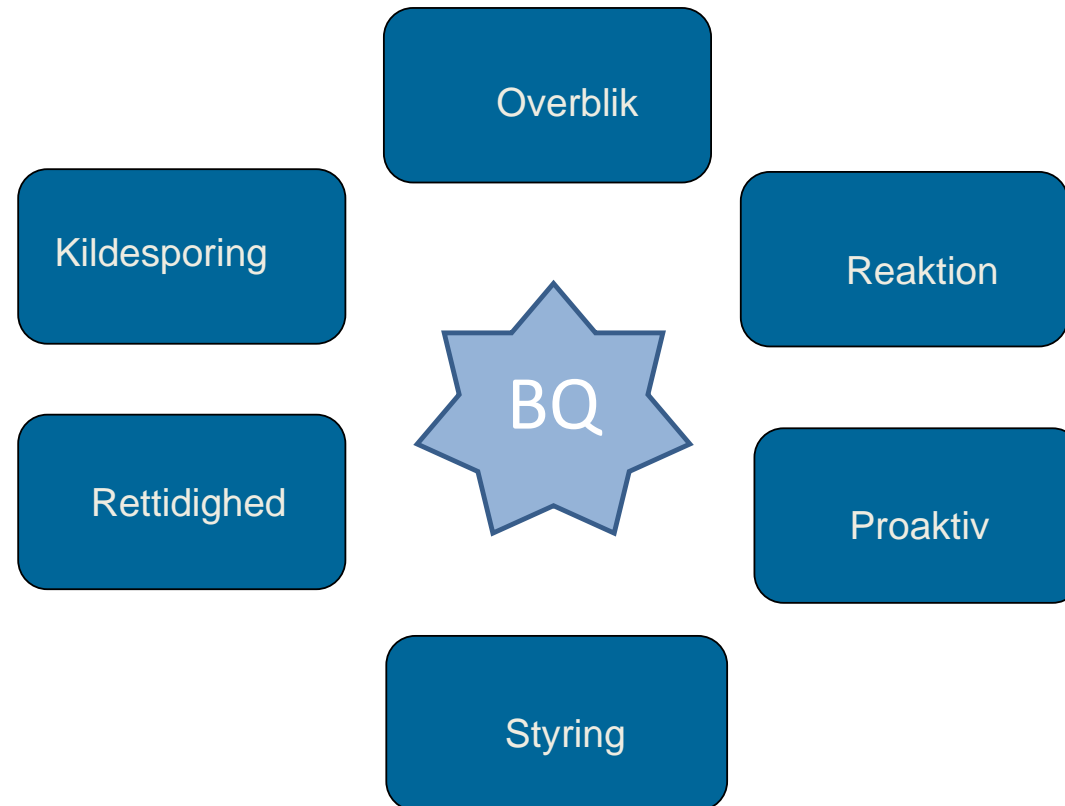 Overblik
Kildesporing
Reaktion
BQ
Rettidighed
Proaktiv
Styring